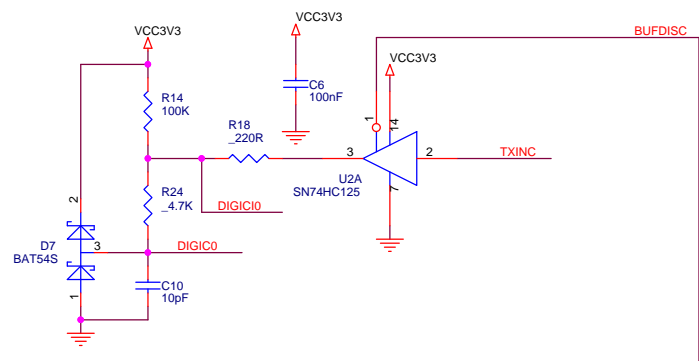 BUFDISC
VCC3V3
VCC3V3
VCC3V3
C6
100nF
R14
100K
R18
_220R
1
14
3
2
TXINC
U2A
SN74HC125
7
R24
_4.7K
DIGICI0
2
D7
BAT54S
3
DIGIC0
1
C10
10pF